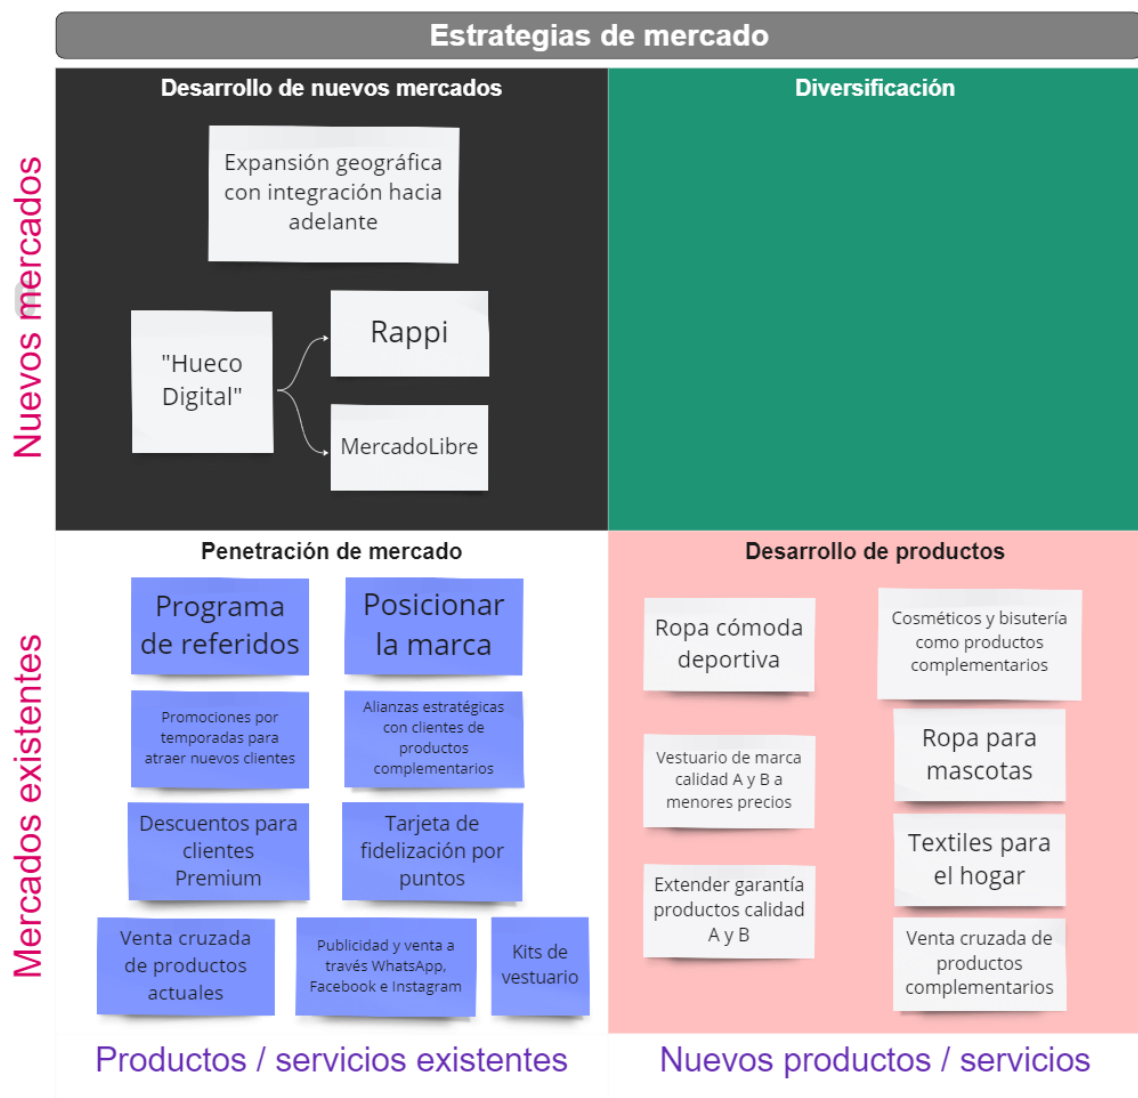 Estrategias de mercado
Nuevos mercados
Desarrollo de nuevos mercados
Expansión geográfica
con integración hacia
adelante
"Hueco
Digital"
Rappi
MercadoLibre
Diversificación
Mercados existentes
Penetración de mercado
Programa
de referidos
Posicionar
la marca
Promociones por
temporadas para
atraer nuevos clientes
Alianzas estratégicas
con clientes de
productos
complementarios
Descuentos para
clientes
Premium
Tarjeta de
fidelización por
puntos
Venta cruzada
de productos
actuales
Publicidad y venta a
través WhatsApp,
Facebook e Instagram
Kits de
vestuario
Desarrollo de productos
Ropa cómoda
deportiva
Cosméticos y bisutería
como productos
complementarios
Vestuario de marca
calidad A y B a
menores precios
Ropa para
mascotas
Extender garantía
productos calidad
A y B
Textiles para
el hogar
Venta cruzada de
productos
complementarios
Productos / servicios existentes
Nuevos productos / servicios